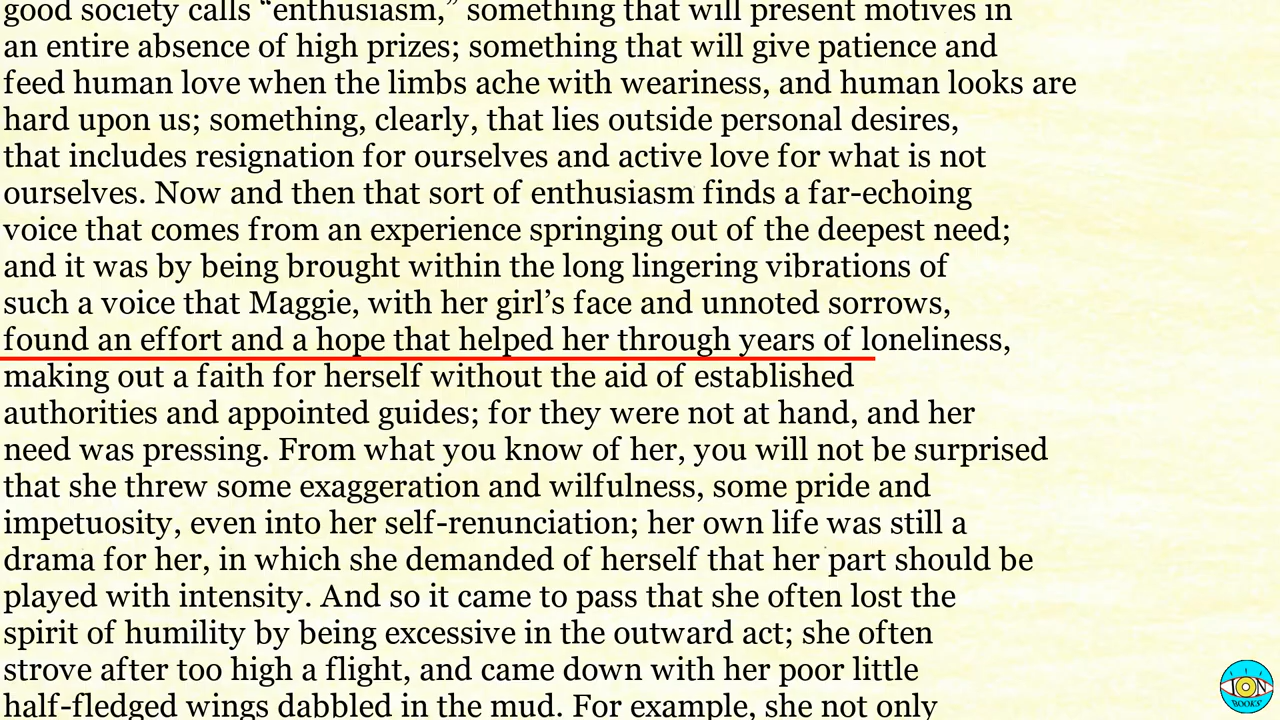 good society calls “enthusiasm,” something that will present motives in
an entire absence of high prizes; something that will give patience and
feed human love when the limbs ache with weariness, and human looks are
hard upon us; something, clearly, that lies outside personal desires,
that includes resignation for ourselves and active love for what is not
ourselves. Now and then that sort of enthusiasm finds a far-echoing
voice that comes from an experience springing out of the deepest need;
and it was by being brought within the long lingering vibrations of
such a voice that Maggie, with her girl’s face and unnoted sorrows,
found an effort and a hope that helped her through years of loneliness,
making out a faith for herself without the aid of established
authorities and appointed guides; for they were not at hand, and her
need was pressing. From what you know of her, you will not be surprised
that she threw some exaggeration and wilfulness, some pride and
impetuosity, even into her self-renunciation; her own life was still a
drama for her, in which she demanded of herself that her part should be
played with intensity. And so it came to pass that she often lost the
spirit of humility by being excessive in the outward act; she often
strove after too high a flight, and came down with her poor little
half-fledged wings dabbled in the mud. For example, she not only
ION
BOOKS